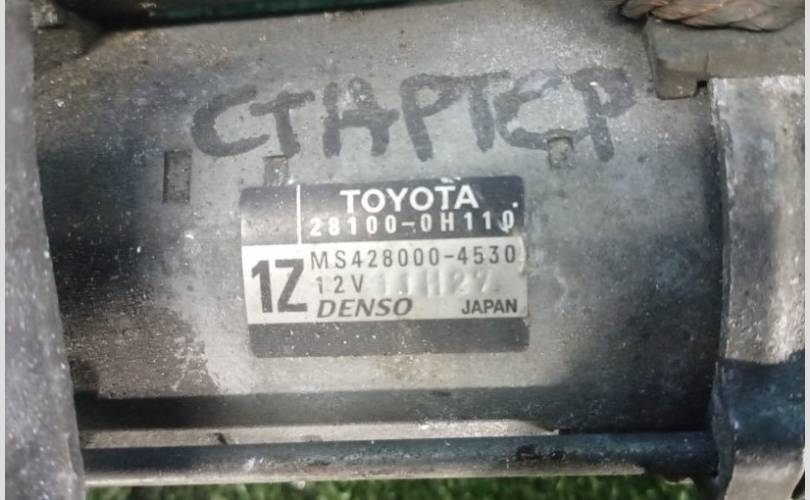 СТАРТЕР
TOYOTA
28100-0H110
1Z
MS428000-4530
12V
DENSO JAPAN